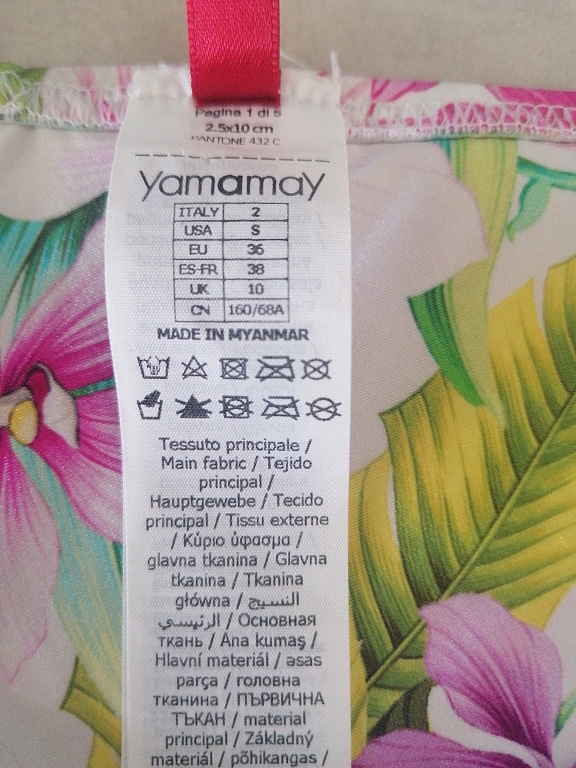 Pagina 1 di 5
2.5x10 cm
PANTONE 432 C
yamamay
ITALY 2
USA S
EU 36
ES-FR 38
UK 10
CN 160/68A
MADE IN MYANMAR
Tessuto principale /
Main fabric / Tejido
principal /
Hauptgewebe / Tecido
principal / Tissu externe
/ Κύριο ύφασμα /
glavna tkanina / Glavna
tkanina / Tkanina
główna / النسيج
الرئيسي / Основная
ткань / Ana kumaş /
Hlavní materiál / əsas
parça / головна
тканина / ПЪРВИЧНА
ТЪКАН / material
principal / Základný
materiál / põhikangas /